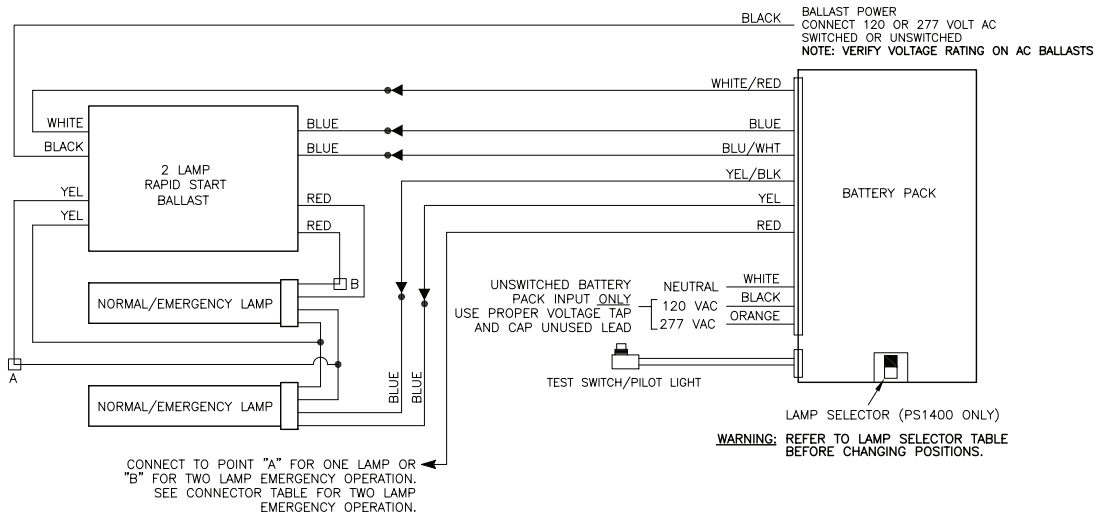 BLACK
BALLAST POWER
CONNECT 120 OR 277 VOLT AC
SWITCHED OR UNSWITCHED
NOTE: VERIFY VOLTAGE RATING ON AC BALLASTS
WHITE/RED
WHITE
BLUE
BLUE
BLACK
BLUE
BLU/WHT
2 LAMP
RAPID START
BALLAST
YEL/BLK
YEL
RED
YEL
BATTERY PACK
YEL
RED
RED
B
UNSWITCHED BATTERY
PACK INPUT ONLY
USE PROPER VOLTAGE TAP
AND CAP UNUSED LEAD
NEUTRAL
WHITE
120 VAC
BLACK
277 VAC
ORANGE
NORMAL/EMERGENCY LAMP
A
BLUE
BLUE
TEST SWITCH/PILOT LIGHT
NORMAL/EMERGENCY LAMP
LAMP SELECTOR (PS1400 ONLY)
WARNING: REFER TO LAMP SELECTOR TABLE
BEFORE CHANGING POSITIONS.
CONNECT TO POINT "A" FOR ONE LAMP OR
"B" FOR TWO LAMP EMERGENCY OPERATION.
SEE CONNECTOR TABLE FOR TWO LAMP
EMERGENCY OPERATION.